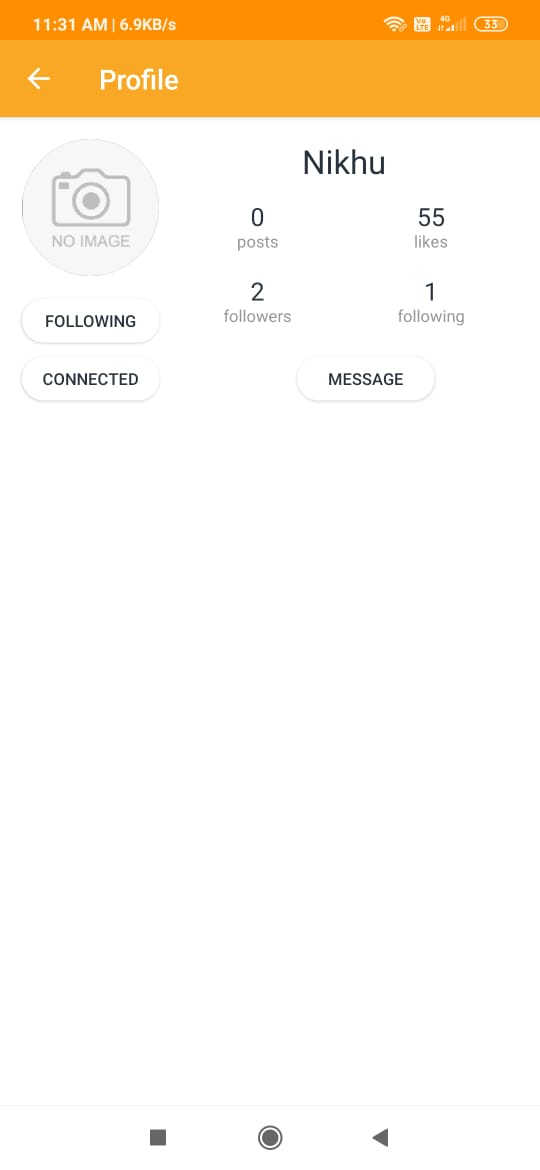 11:31 AM | 6.9KB/s
Vo LTE 4G 33
Profile
NO IMAGE
Nikhu
0
posts
55
likes
2
followers
1
following
FOLLOWING
CONNECTED
MESSAGE